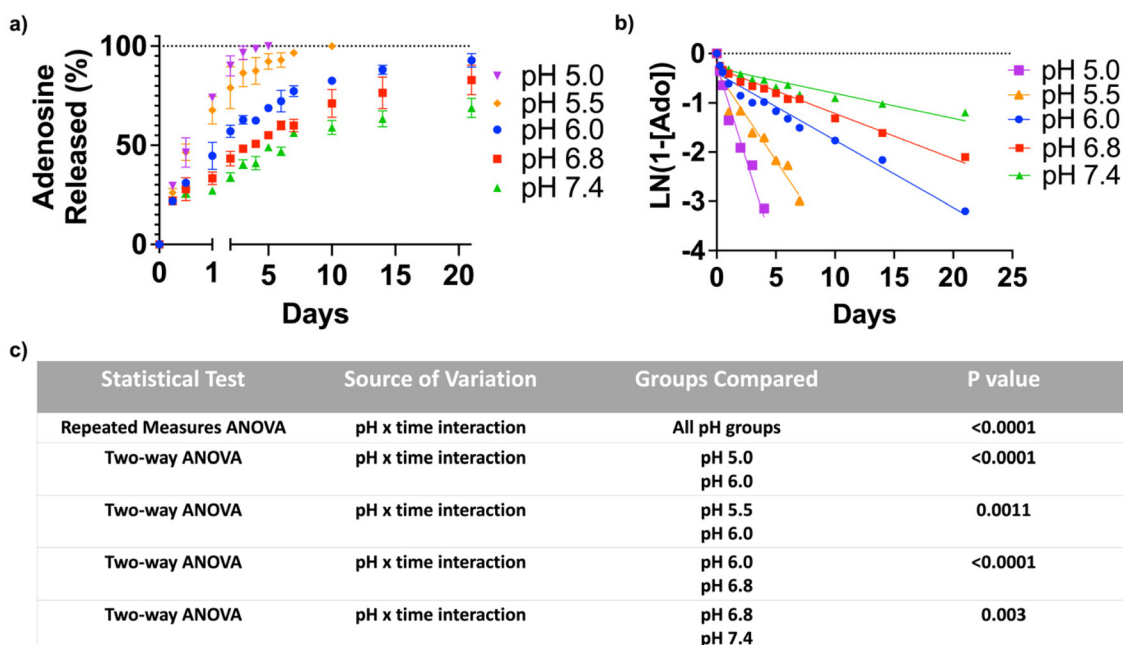 a)
100
50
0
Adenosine
Released (%)
0 1 5 10 15 20
Days
pH 5.0
pH 5.5
pH 6.0
pH 6.8
pH 7.4
b)
0
-1
-2
-3
-4
LN(1-[Ado])
0 5 10 15 20 25
Days
pH 5.0
pH 5.5
pH 6.0
pH 6.8
pH 7.4
c)
Statistical Test Source of Variation Groups Compared P value
Repeated Measures ANOVA pH x time interaction All pH groups <0.0001
Two-way ANOVA pH x time interaction pH 5.0 <0.0001
pH 6.0
Two-way ANOVA pH x time interaction pH 5.5 0.0011
pH 6.0
Two-way ANOVA pH x time interaction pH 6.0 <0.0001
pH 6.8
Two-way ANOVA pH x time interaction pH 6.8 0.003
pH 7.4